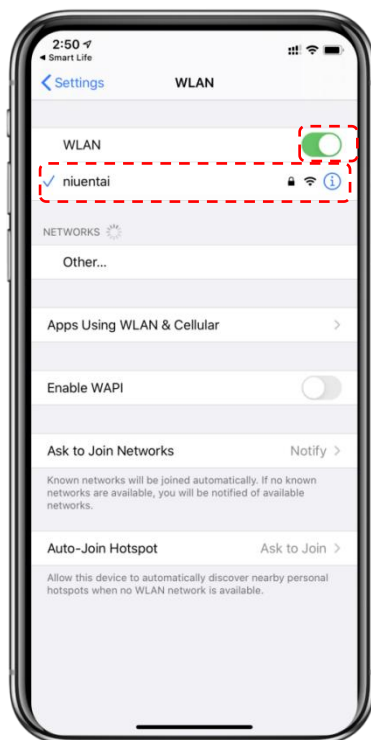 2:50
Smart Life
Settings
WLAN
WLAN
niuentai
NETWORKS
Other...
Apps Using WLAN & Cellular
Enable WAPI
Ask to Join Networks Notify
Known networks will be joined automatically. If no known
networks are available, you will be notified of available
networks.
Auto-Join Hotspot Ask to Join
Allow this device to automatically discover nearby personal
hotspots when no WLAN network is available.